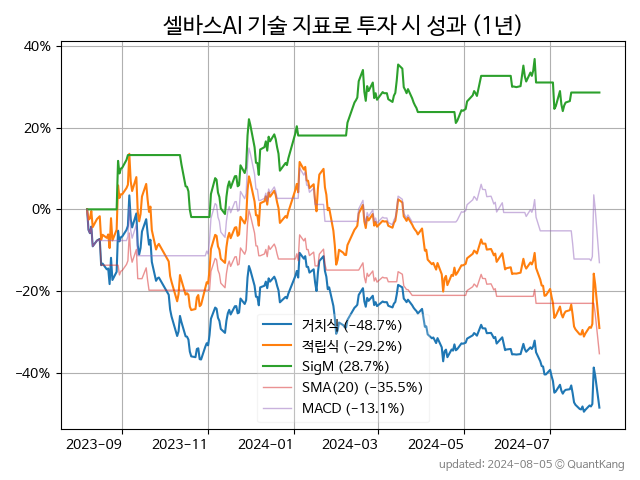 셀바스AI 기술 지표로 투자 시 성과 (1년)
40%
20%
0%
−20%
−40%
거치식 (−48.7%)
적립식 (−29.2%)
SigM (28.7%)
SMA(20) (−35.5%)
MACD (−13.1%)
2023-09 2023-11 2024-01 2024-03 2024-05 2024-07
updated: 2024-08-05 © QuantKang